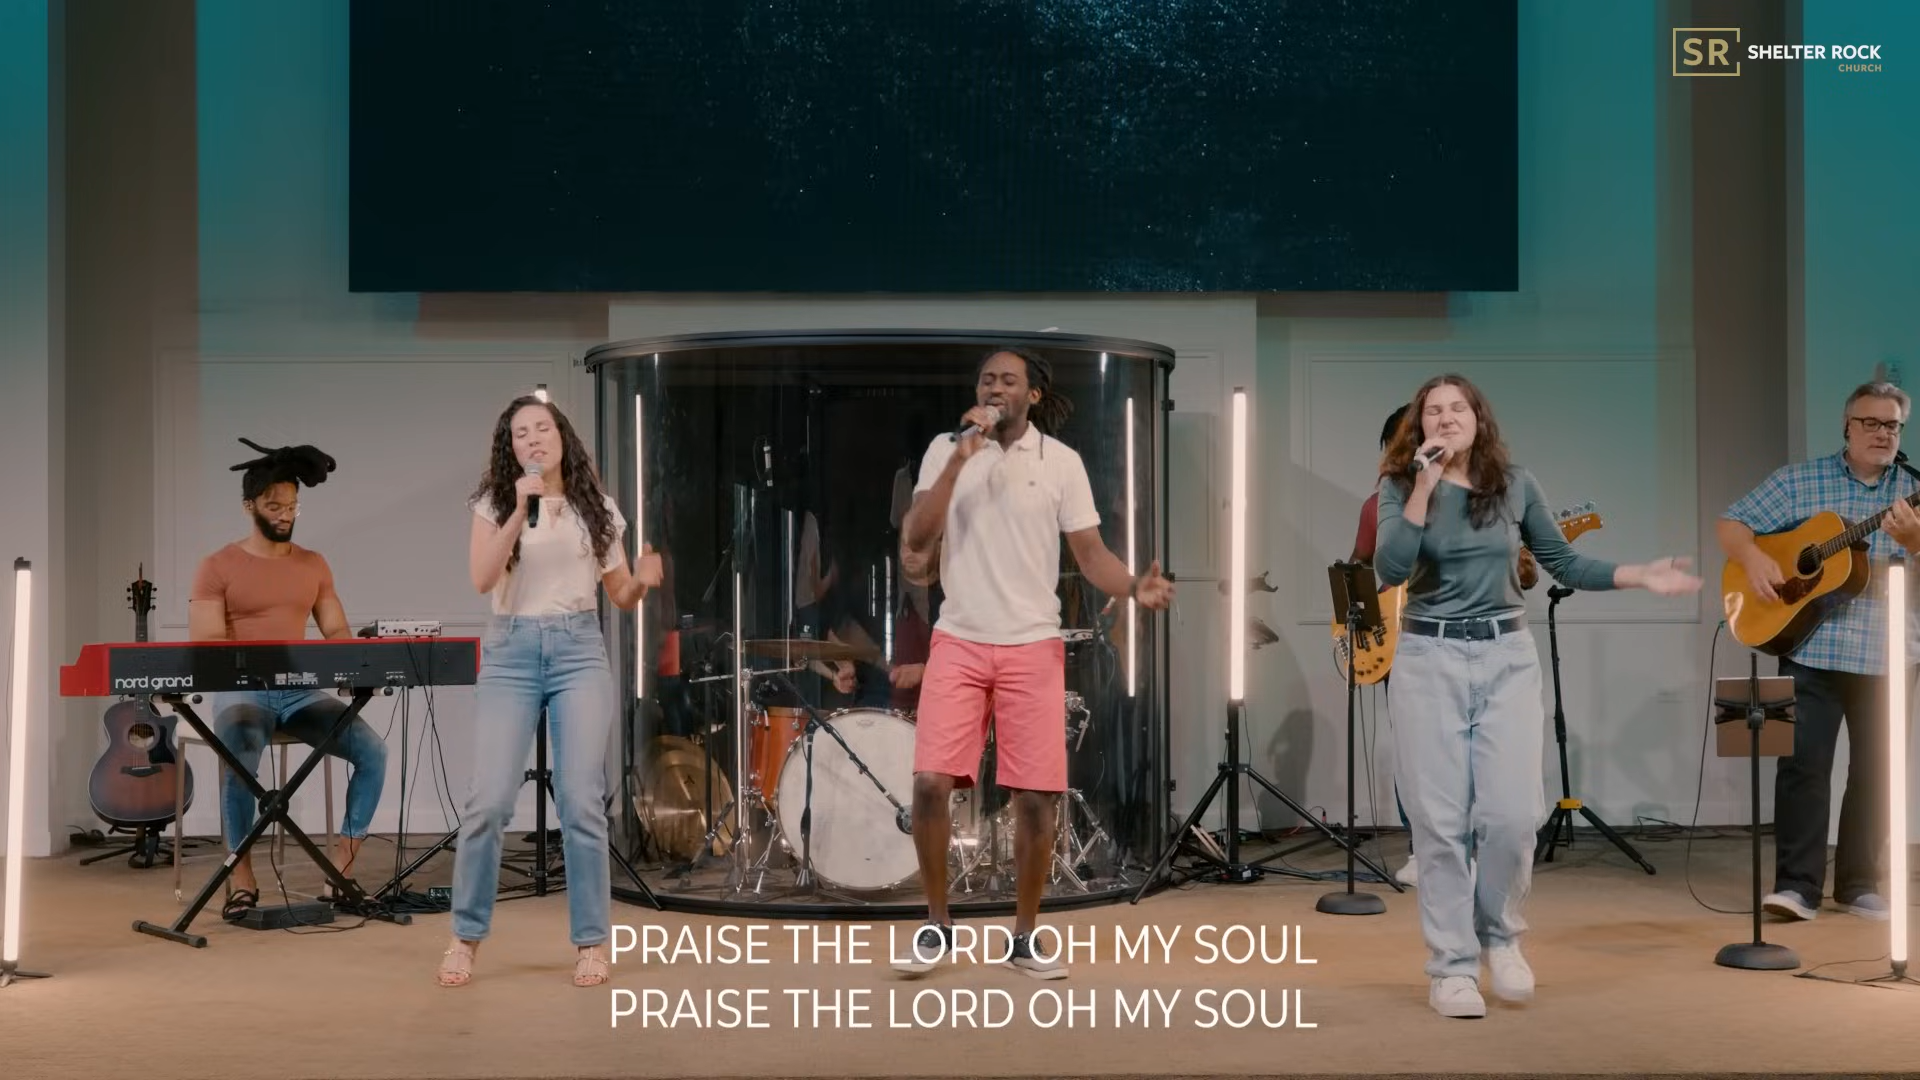 SR SHELTER ROCK
CHURCH
nord grand
PRAISE THE LORD OH MY SOUL
PRAISE THE LORD OH MY SOUL